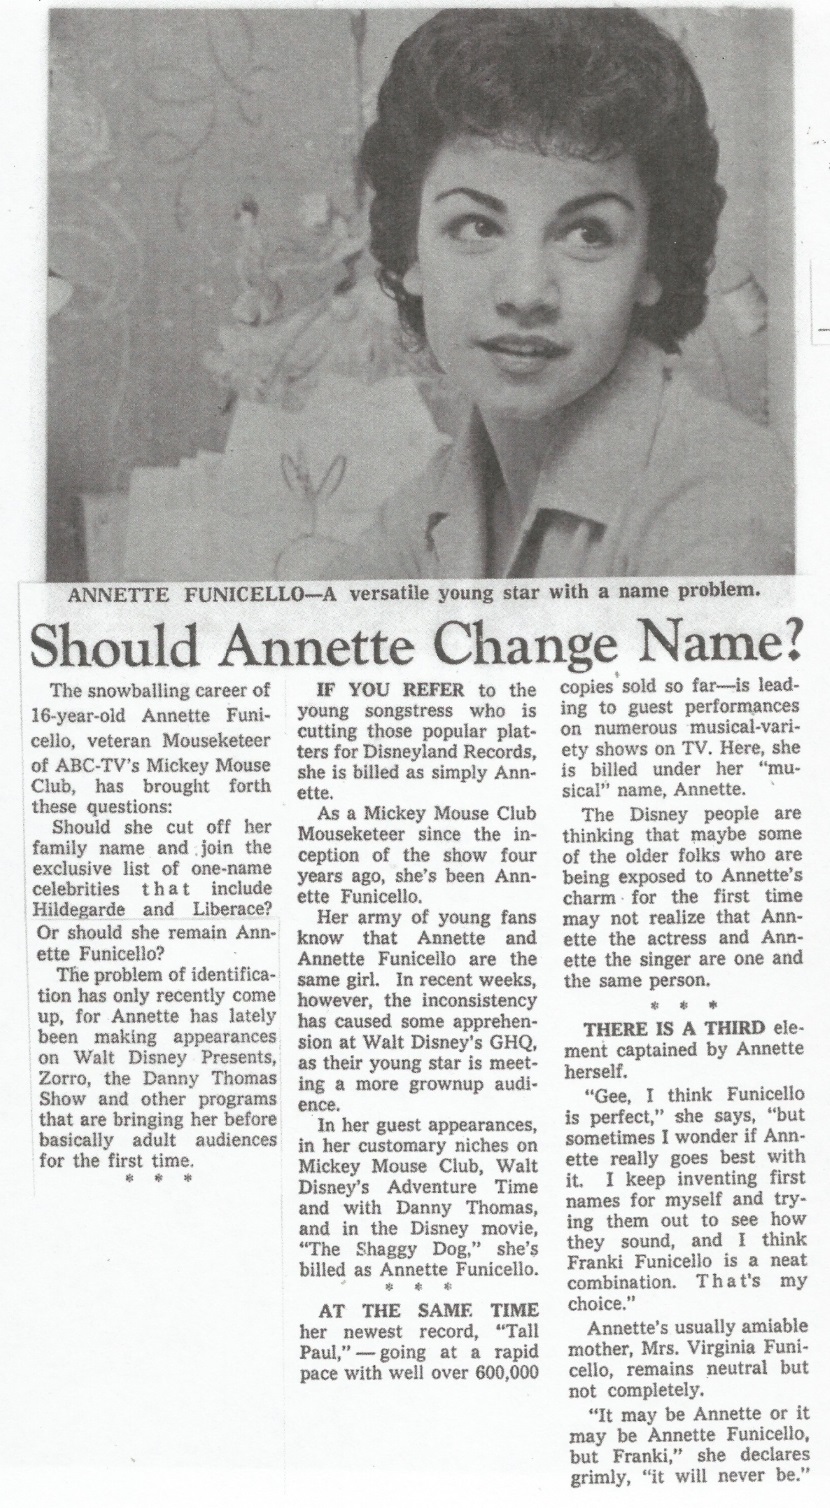 ANNETTE FUNICELLO—A versatile young star with a name problem.
Should Annette Change Name?
The snowballing career of
16-year-old Annette Funi-
cello, veteran Mouseketeer
of ABC-TV's Mickey Mouse
Club, has brought forth
these questions:
Should she cut off her
family name and join the
exclusive list of one-name
celebrities that include
Hildegarde and Liberace?
Or should she remain Ann-
ette Funicello?
The problem of identifica-
tion has only recently come
up, for Annette has lately
been making appearances
on Walt Disney Presents,
Zorro, the Danny Thomas
Show and other programs
that are bringing her before
basically adult audiences
for the first time.
* * *
IF YOU REFER to the
young songstress who is
cutting those popular plat-
ters for Disneyland Records,
she is billed as simply Ann-
ette.
As a Mickey Mouse Club
Mouseketeer since the in-
ception of the show four
years ago, she's been Ann-
ette Funicello.
Her army of young fans
know that Annette and
Annette Funicello are the
same girl. In recent weeks,
however, the inconsistency
has caused some apprehen-
sion at Walt Disney's GHQ,
as their young star is meet-
ing a more grownup audi-
ence.
In her guest appearances,
in her customary niches on
Mickey Mouse Club, Walt
Disney's Adventure Time
and with Danny Thomas,
and in the Disney movie,
"The Shaggy Dog," she's
billed as Annette Funicello.
* * *
AT THE SAME TIME
her newest record, "Tall
Paul,"—going at a rapid
pace with well over 600,000
copies sold so far—is lead-
ing to guest performances
on numerous musical-vari-
ety shows on TV. Here, she
is billed under her "mu-
sical" name, Annette.
The Disney people are
thinking that maybe some
of the older folks who are
being exposed to Annette's
charm for the first time
may not realize that Ann-
ette the actress and Ann-
ette the singer are one and
the same person.
* * *
THERE IS A THIRD ele-
ment captained by Annette
herself.
"Gee, I think Funicello
is perfect," she says, "but
sometimes I wonder if Ann-
ette really goes best with
it. I keep inventing first
names for myself and try-
ing them out to see how
they sound, and I think
Franki Funicello is a neat
combination. That's my
choice."
Annette's usually amiable
mother, Mrs. Virginia Funi-
cello, remains neutral but
not completely.
"It may be Annette or it
may be Annette Funicello,
but Franki," she declares
grimly, "it will never be."